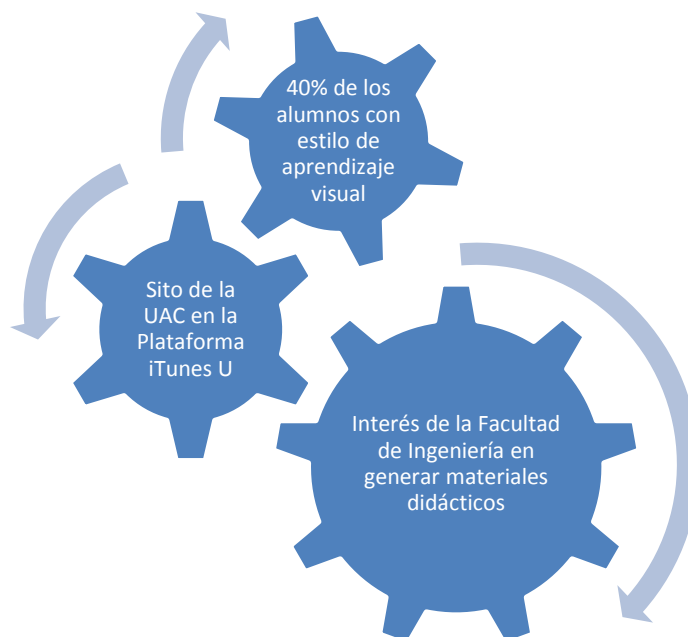 40% de los
alumnos con
estilo de
aprendizaje
visual
Sito de la
UAC en la
Plataforma
iTunes U
Interés de la Facultad
de Ingeniería en
generar materiales
didácticos